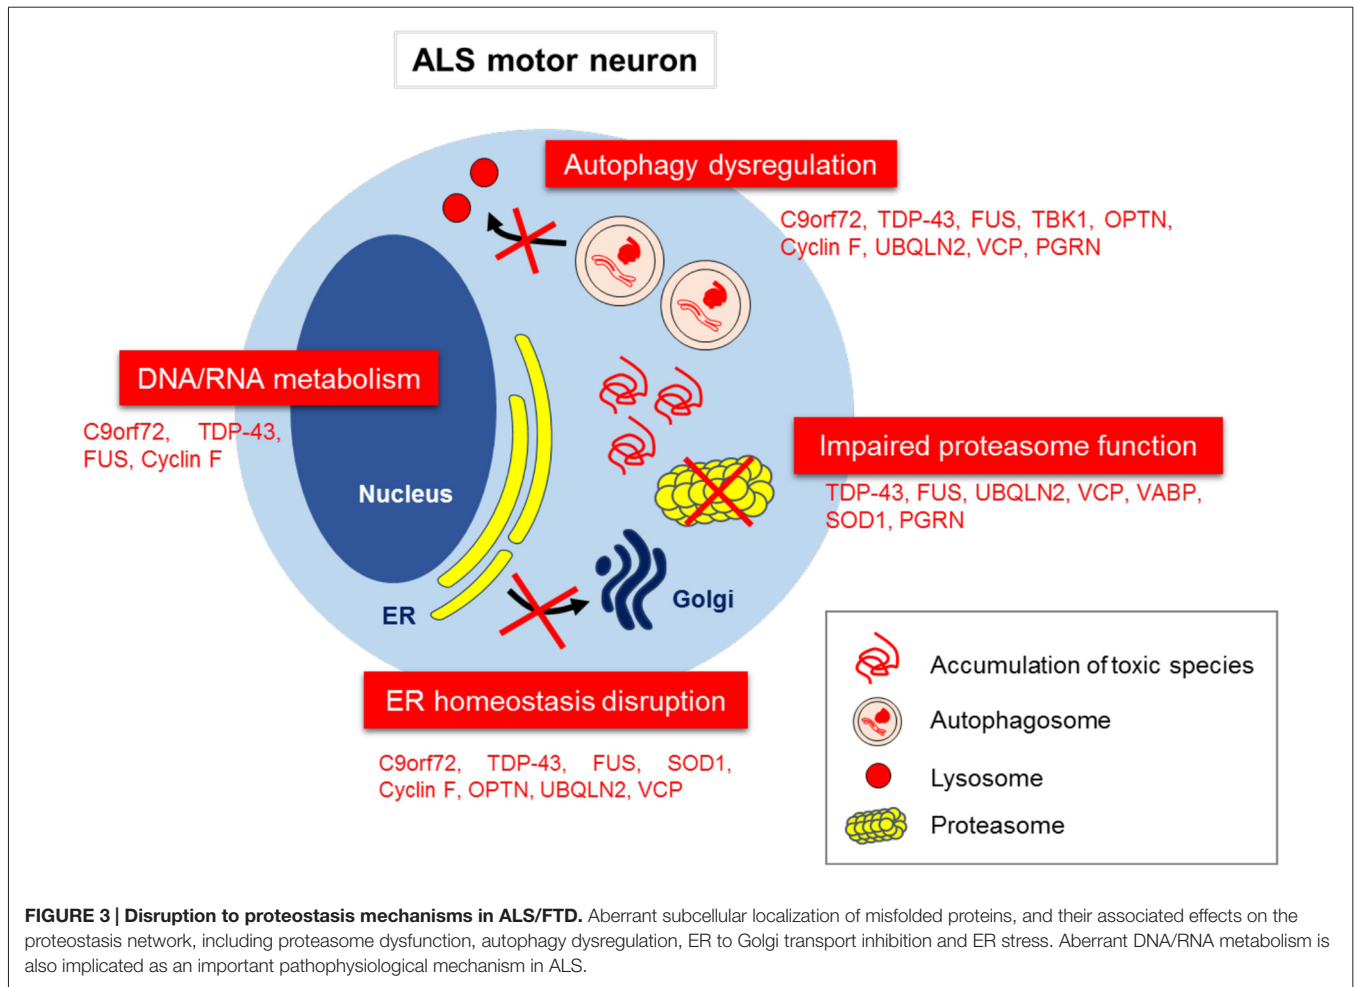 ALS motor neuron
Autophagy dysregulation
C9orf72, TDP-43, FUS, TBK1, OPTN,
Cyclin F, UBQLN2, VCP, PGRN
DNA/RNA metabolism
C9orf72, TDP-43,
FUS, Cyclin F
Impaired proteasome function
TDP-43, FUS, UBQLN2, VCP, VABP,
SOD1, PGRN
Nucleus
ER
Golgi
ER homeostasis disruption
C9orf72, TDP-43, FUS, SOD1,
Cyclin F, OPTN, UBQLN2, VCP
Accumulation of toxic species
Autophagosome
Lysosome
Proteasome
FIGURE 3 | Disruption to proteostasis mechanisms in ALS/FTD. Aberrant subcellular localization of misfolded proteins, and their associated effects on the
proteostasis network, including proteasome dysfunction, autophagy dysregulation, ER to Golgi transport inhibition and ER stress. Aberrant DNA/RNA metabolism is
also implicated as an important pathophysiological mechanism in ALS.